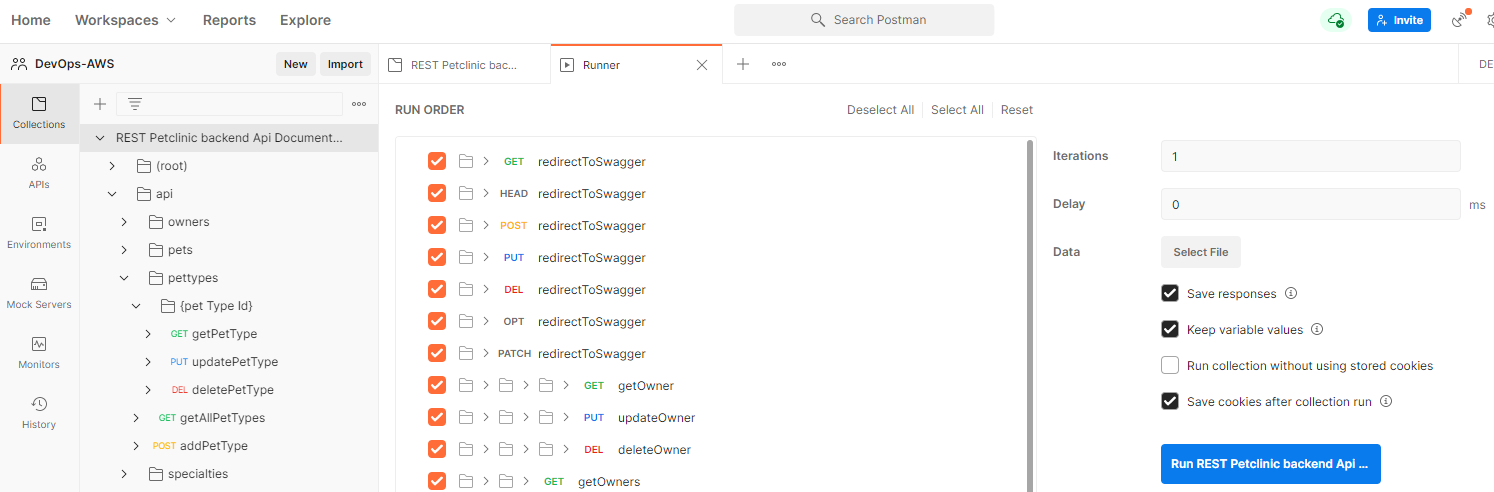 Home Workspaces Reports Explore Search Postman Invite
DevOps-AWS New Import REST Petclinic bac... Runner DE
Collections
APIs
Environments
Mock Servers
Monitors
History
REST Petclinic backend Api Document...
(root)
api
owners
pets
pettypes
{pet Type Id}
GET getPetType
PUT updatePetType
DEL deletePetType
GET getAllPetTypes
POST addPetType
specialties
RUN ORDER Deselect All Select All Reset
GET redirectToSwagger
HEAD redirectToSwagger
POST redirectToSwagger
PUT redirectToSwagger
DEL redirectToSwagger
OPT redirectToSwagger
PATCH redirectToSwagger
GET getOwner
PUT updateOwner
DEL deleteOwner
GET getOwners
Iterations 1
Delay 0 ms
Data Select File
Save responses
Keep variable values
Run collection without using stored cookies
Save cookies after collection run
Run REST Petclinic backend Api ...